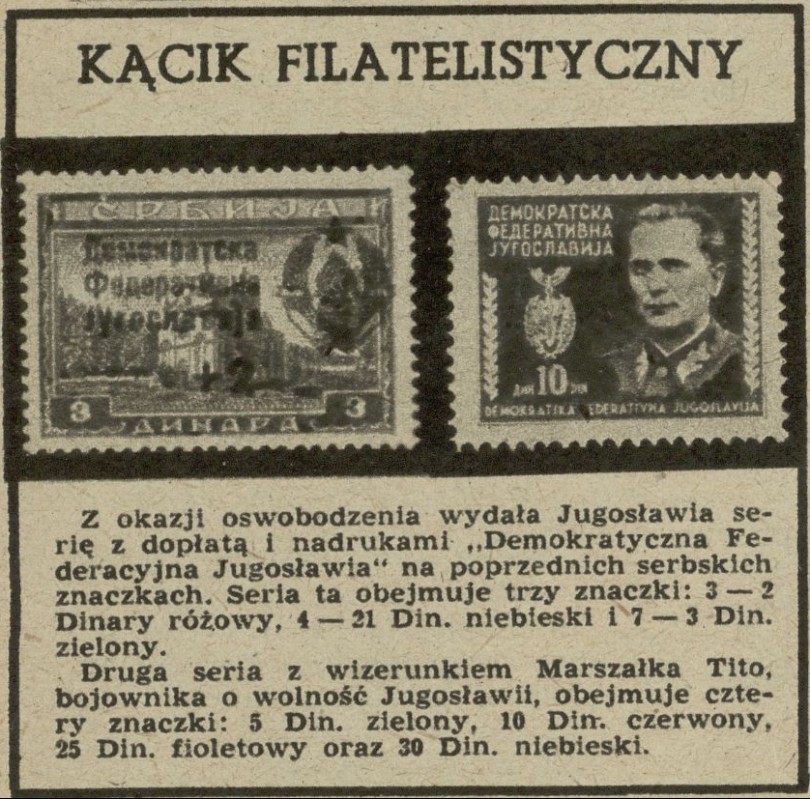 KĄCIK FILATELISTYCZNY
СРБИЈА
Демократска
Федеративна
Југославија
+2
3 3
ДИНАРА
ДЕМОКРАТСКА
ФЕДЕРАТИВНА
ЈУГОСЛАВИЈА
ДИН 10 DIN
DEMOKRATSKA FEDERATIVNA JUGOSLAVIJA
Z okazji oswobodzenia wydała Jugosławia se-
rię z dopłatą i nadrukami „Demokratyczna Fe-
deracyjna Jugosławia" na poprzednich serbskich
znaczkach. Seria ta obejmuje trzy znaczki: 3 — 2
Dinary różowy, 4 — 21 Din. niebieski i 7 — 3 Din.
zielony.
Druga seria z wizerunkiem Marszałka Tito,
bojownika o wolność Jugosławii, obejmuje czte-
ry znaczki: 5 Din. zielony, 10 Din. czerwony,
25 Din. fioletowy oraz 30 Din. niebieski.